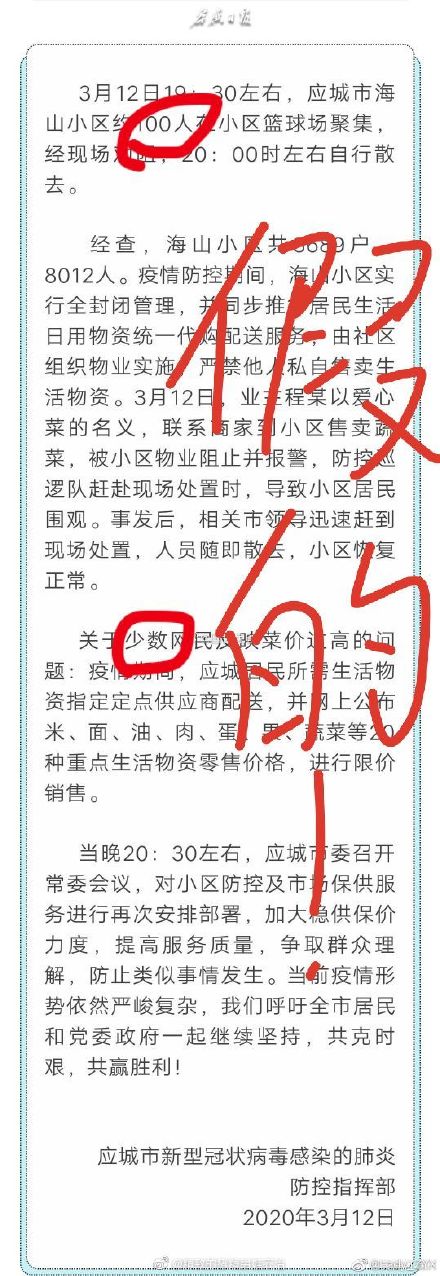 3月12日19：30左右，应城市海
山小区约100人在小区篮球场聚集，
经现场劝阻，20：00时左右自行散
去。
经查，海山小区共689户
8012人。疫情防控期间，海山小区实
行全封闭管理，并同步推行居民生活
日用物资统一代购配送服务，由社区
组织物业实施，严禁他人私自售卖生
活物资。3月12日，业主程某以爱心
菜的名义，联系商家到小区售卖蔬
菜，被小区物业阻止并报警，防控巡
逻队赶赴现场处置时，导致小区居民
围观。事发后，相关市领导迅速赶到
现场处置，人员随即散去，小区恢复
正常。
关于少数网民反映菜价过高的问
题：疫情期间，应城居民所需生活物
资指定定点供应商配送，并网上公布
米、面、油、肉、蛋、果、蔬菜等20
种重点生活物资零售价格，进行限价
销售。
当晚20：30左右，应城市委召开
常委会议，对小区防控及市场保供服
务进行再次安排部署，加大稳供保价
力度，提高服务质量，争取群众理
解，防止类似事情发生。当前疫情形
势依然严峻复杂，我们呼吁全市居民
和党委政府一起继续坚持，共克时
艰，共赢胜利！
应城市新型冠状病毒感染的肺炎
防控指挥部
2020年3月12日
假
的
！